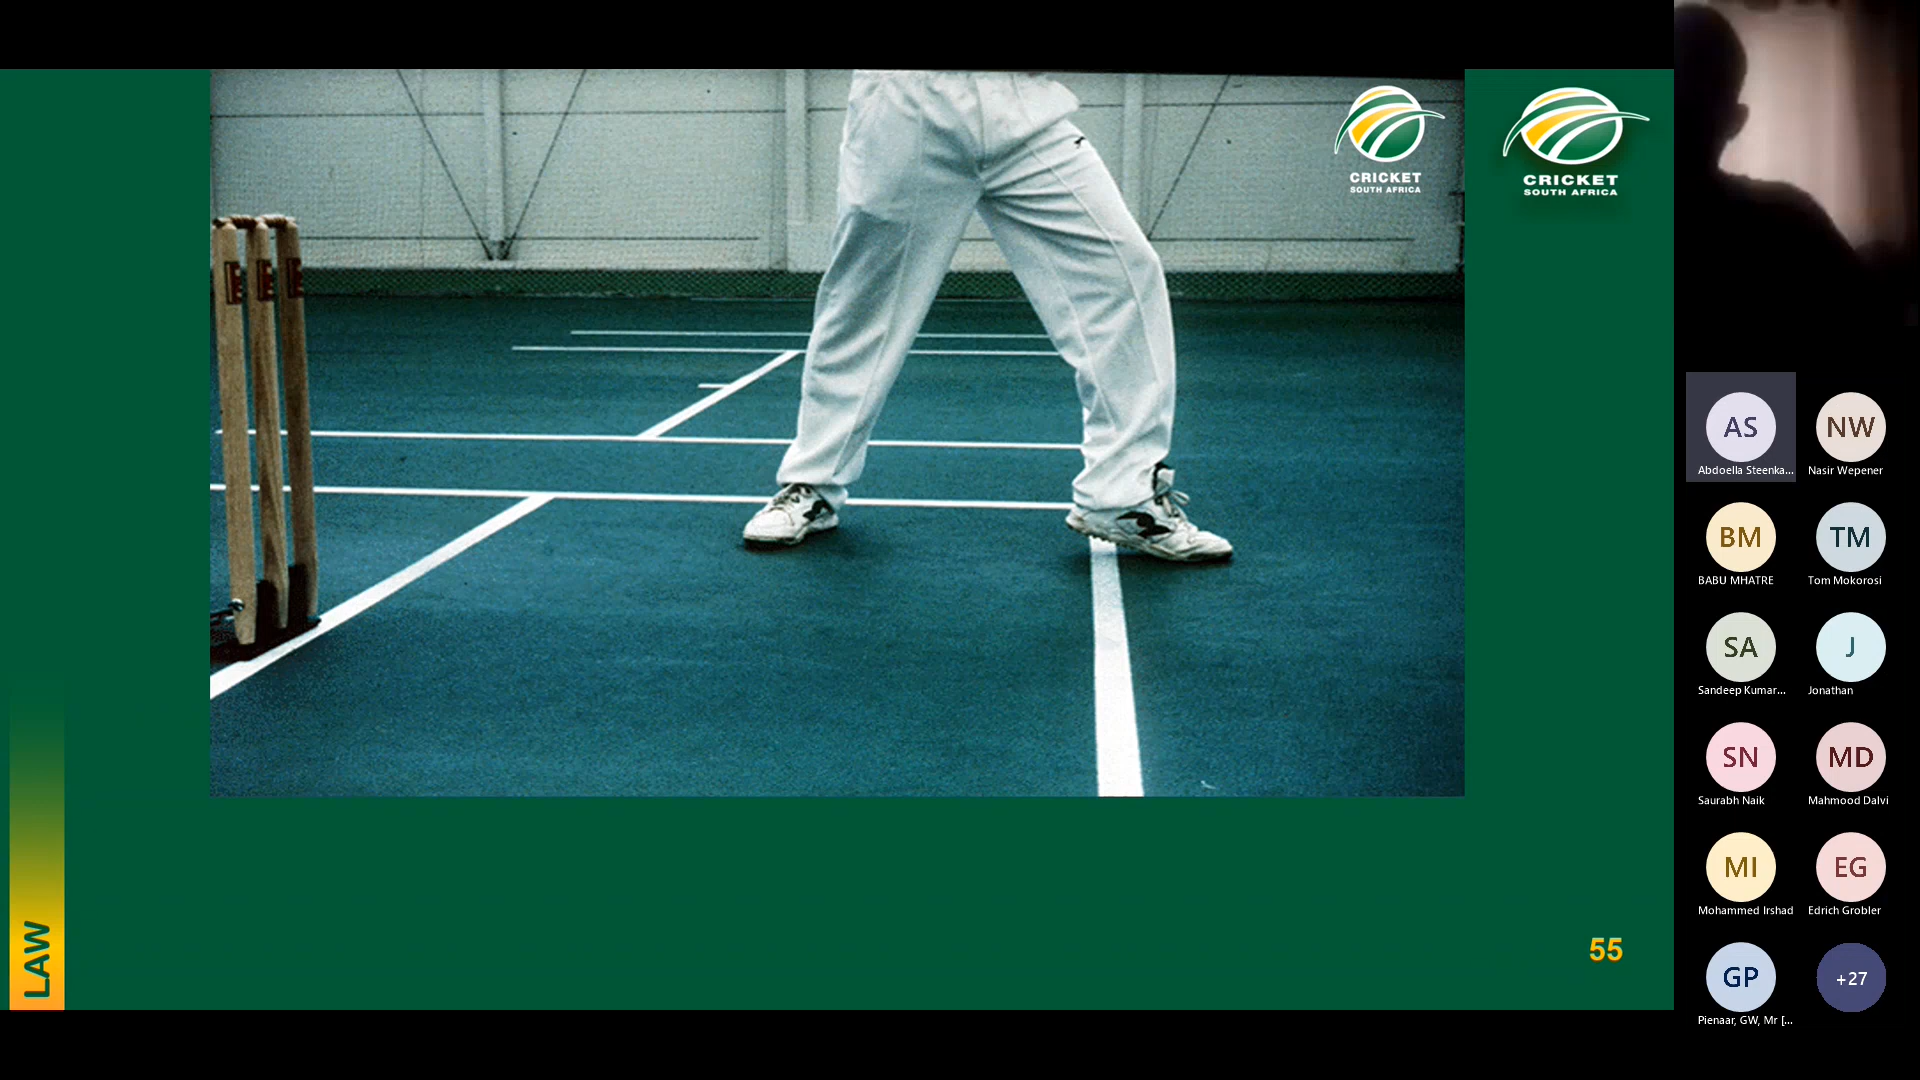 CRICKET
SOUTH AFRICA
CRICKET
SOUTH AFRICA
LAW
55
AS
Abdoella Steenka...
NW
Nasir Wepener
BM
BABU MHATRE
TM
Tom Mokorosi
SA
Sandeep Kumar...
J
Jonathan
SN
Saurabh Naik
MD
Mahmood Dalvi
MI
Mohammed Irshad
EG
Edrich Grobler
GP
Pienaar, GW, Mr [...
+27